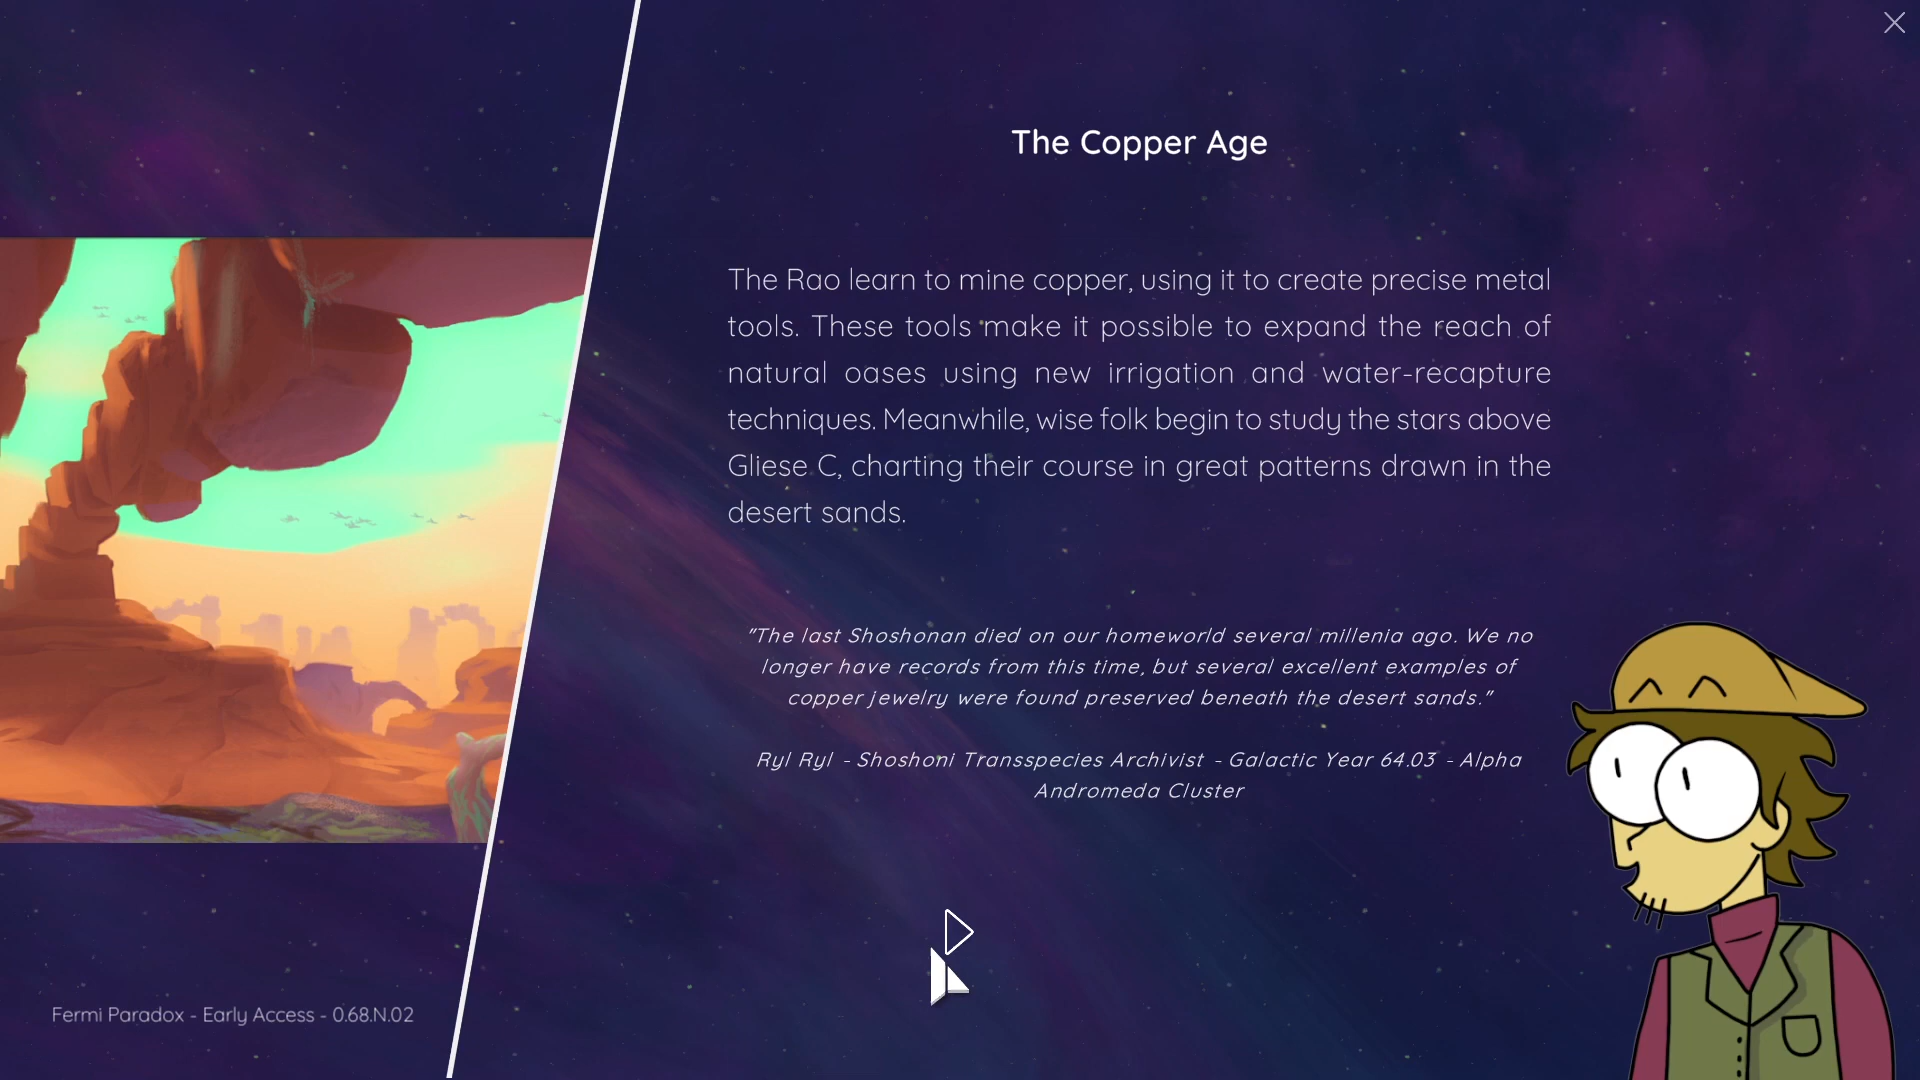 The Copper Age
The Rao learn to mine copper, using it to create precise metal
tools. These tools make it possible to expand the reach of
natural oases using new irrigation and water-recapture
techniques. Meanwhile, wise folk begin to study the stars above
Gliese C, charting their course in great patterns drawn in the
desert sands.
"The last Shoshonan died on our homeworld several millenia ago. We no
longer have records from this time, but several excellent examples of
copper jewelry were found preserved beneath the desert sands."
Ryl Ryl - Shoshoni Transspecies Archivist - Galactic Year 64.03 - Alpha
Andromeda Cluster
Fermi Paradox - Early Access - 0.68.N.02